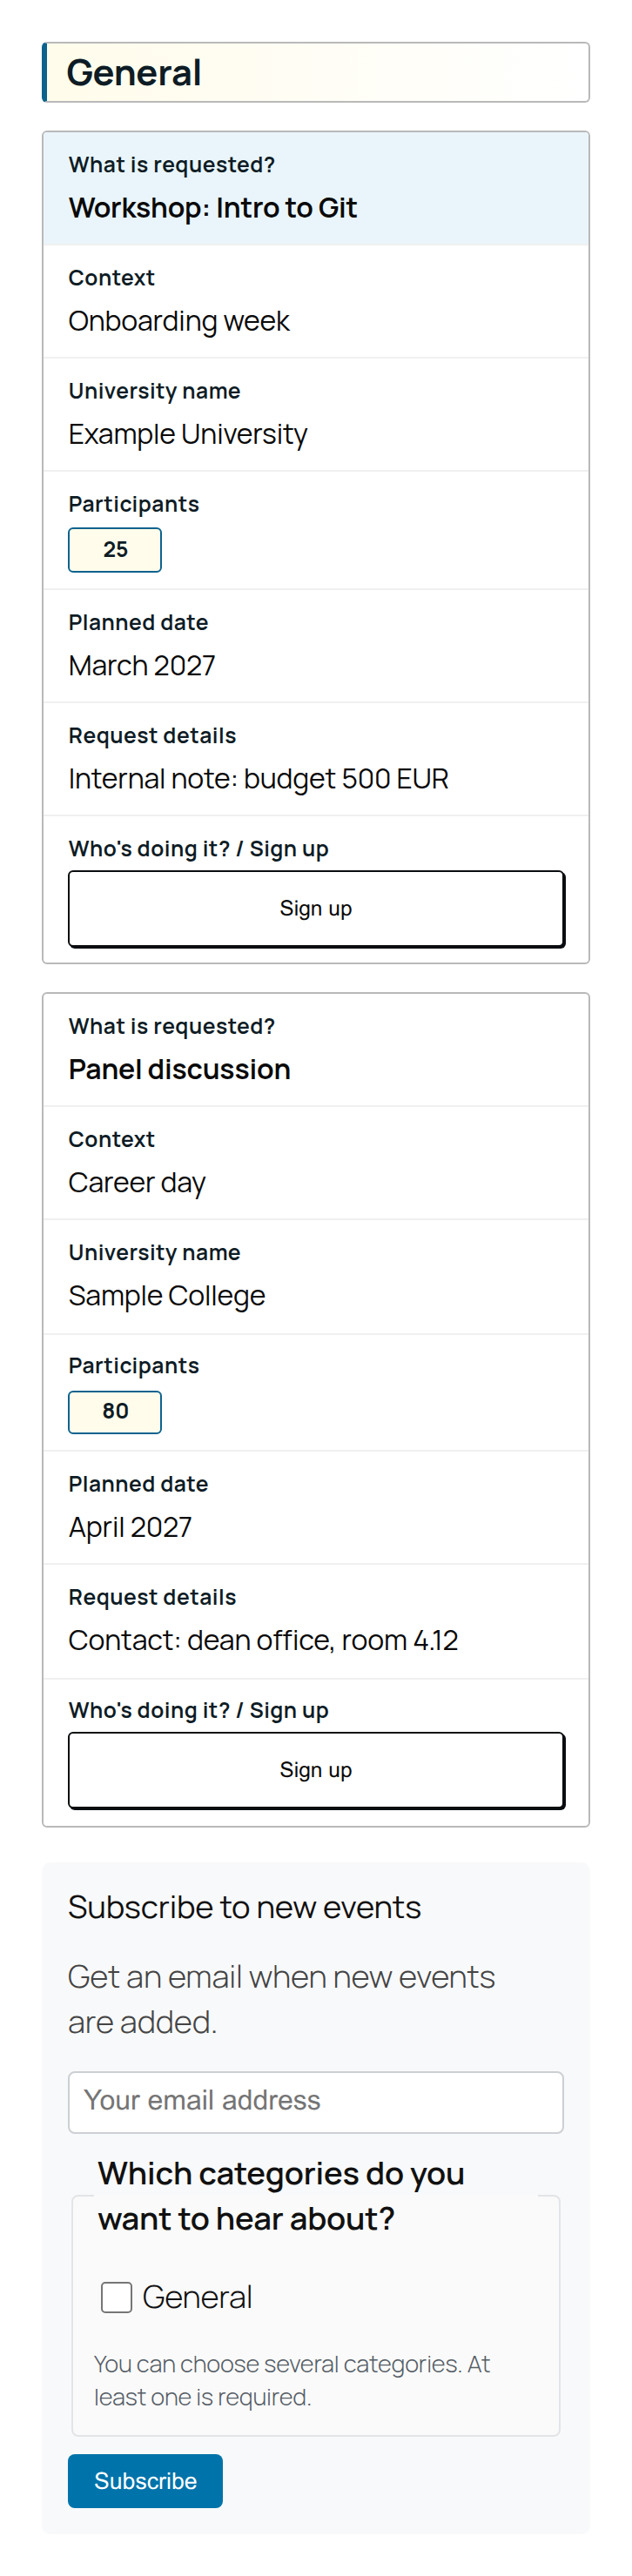 General
What is requested?
Workshop: Intro to Git
Context
Onboarding week
University name
Example University
Participants
25
Planned date
March 2027
Request details
Internal note: budget 500 EUR
Who's doing it? / Sign up
Sign up
What is requested?
Panel discussion
Context
Career day
University name
Sample College
Participants
80
Planned date
April 2027
Request details
Contact: dean office, room 4.12
Who's doing it? / Sign up
Sign up
Subscribe to new events
Get an email when new events
are added.
Your email address
Which categories do you
want to hear about?
General
You can choose several categories. At
least one is required.
Subscribe